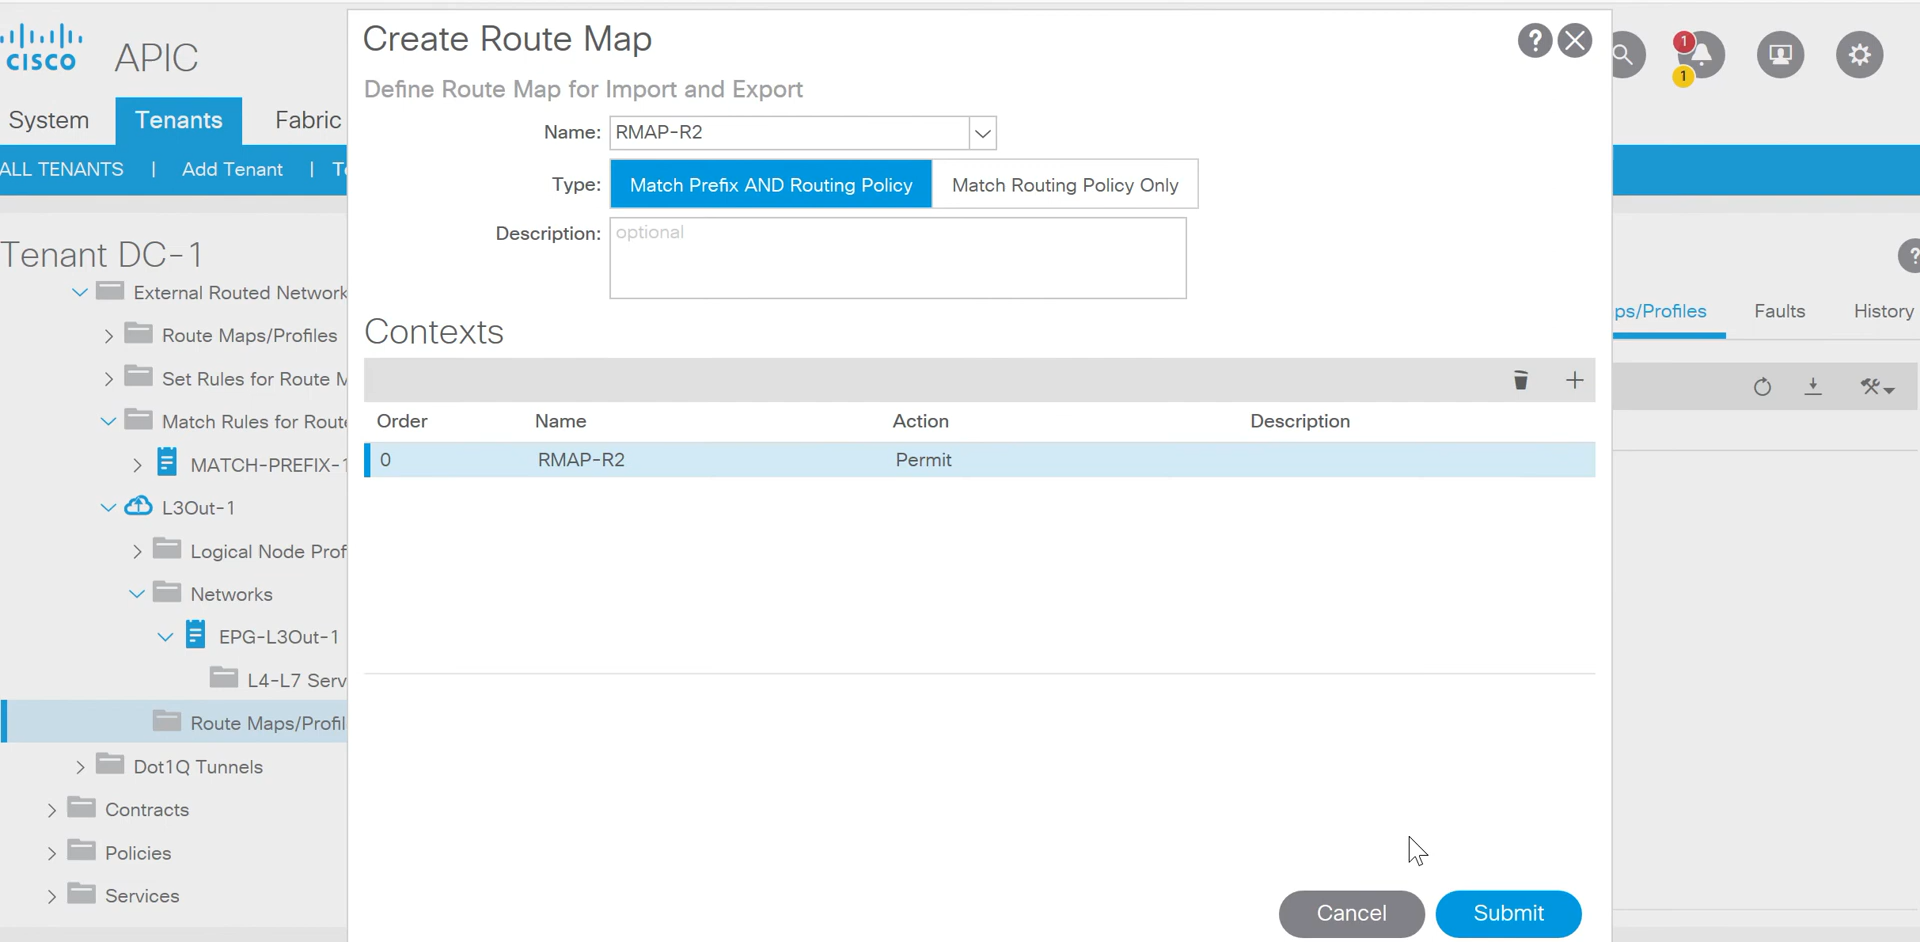 CISCO APIC
System Tenants Fabric
ALL TENANTS | Add Tenant | Te
Tenant DC-1
External Routed Network
Route Maps/Profiles
Set Rules for Route M
Match Rules for Route
MATCH-PREFIX-1
L3Out-1
Logical Node Prof
Networks
EPG-L3Out-1
L4-L7 Serv
Route Maps/Profil
Dot1Q Tunnels
Contracts
Policies
Services
Create Route Map
Define Route Map for Import and Export
Name: RMAP-R2
Type: Match Prefix AND Routing Policy Match Routing Policy Only
Description: optional
Contexts
Order Name Action Description
0 RMAP-R2 Permit
Cancel Submit
?
1
1
?
ps/Profiles Faults History